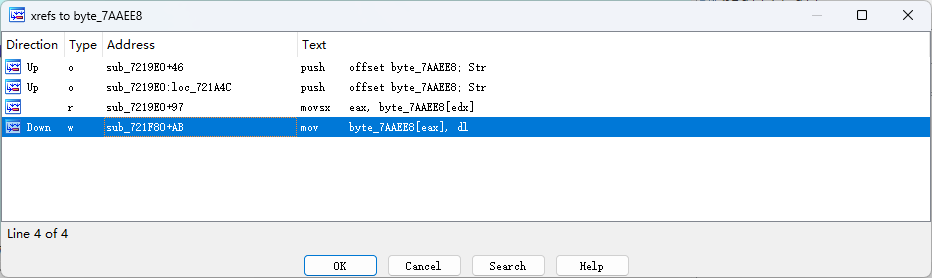 xrefs to byte_7AAEE8
Direction Type Address Text
Up o sub_7219E0+46 push offset byte_7AAEE8; Str
Up o sub_7219E0:loc_721A4C push offset byte_7AAEE8; Str
r sub_7219E0+97 movsx eax, byte_7AAEE8[edx]
Down w sub_721F80+AB mov byte_7AAEE8[eax], dl
Line 4 of 4
OK Cancel Search Help